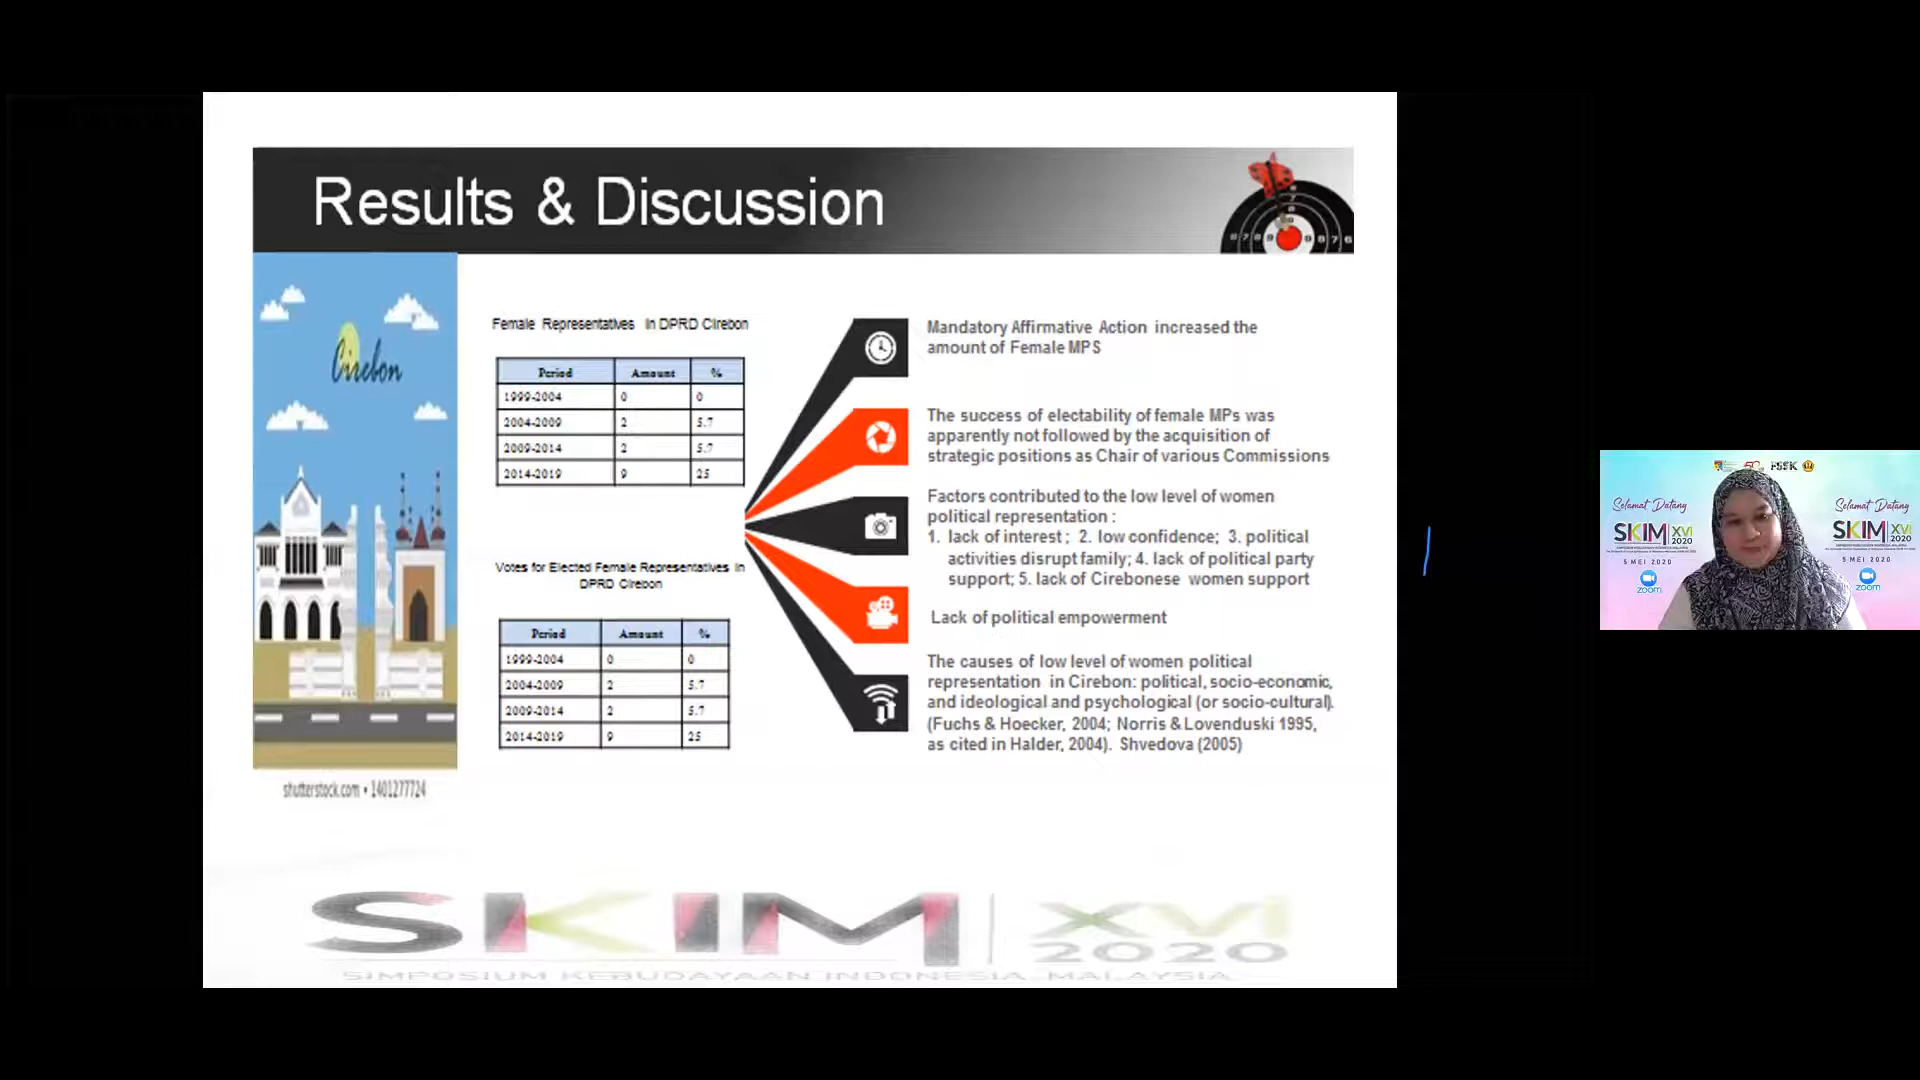 Results & Discussion
Cirebon
shutterstock.com • 1401277724
Female Representatives in DPRD Cirebon
Period Amount %
1999-2004 0 0
2004-2009 2 5.7
2009-2014 2 5.7
2014-2019 9 25
Votes for Elected Female Representatives in
DPRD Cirebon
Period Amount %
1999-2004 0 0
2004-2009 2 5.7
2009-2014 2 5.7
2014-2019 9 25
Mandatory Affirmative Action increased the
amount of Female MPS
The success of electability of female MPs was
apparently not followed by the acquisition of
strategic positions as Chair of various Commissions
Factors contributed to the low level of women
political representation :
1. lack of interest ; 2. low confidence; 3. political
activities disrupt family; 4. lack of political party
support; 5. lack of Cirebonese women support
Lack of political empowerment
The causes of low level of women political
representation in Cirebon: political, socio-economic,
and ideological and psychological (or socio-cultural).
(Fuchs & Hoecker, 2004; Norris & Lovenduski 1995,
as cited in Halder, 2004). Shvedova (2005)
SKIM XVI
2020
SIMPOSIUM KEBUDAYAAN INDONESIA MALAYSIA
Selamat Datang
SKIM XVI
2020
5 MEI 2020
zoom
Selamat Datang
SKIM XVI
2020
5 MEI 2020
zoom